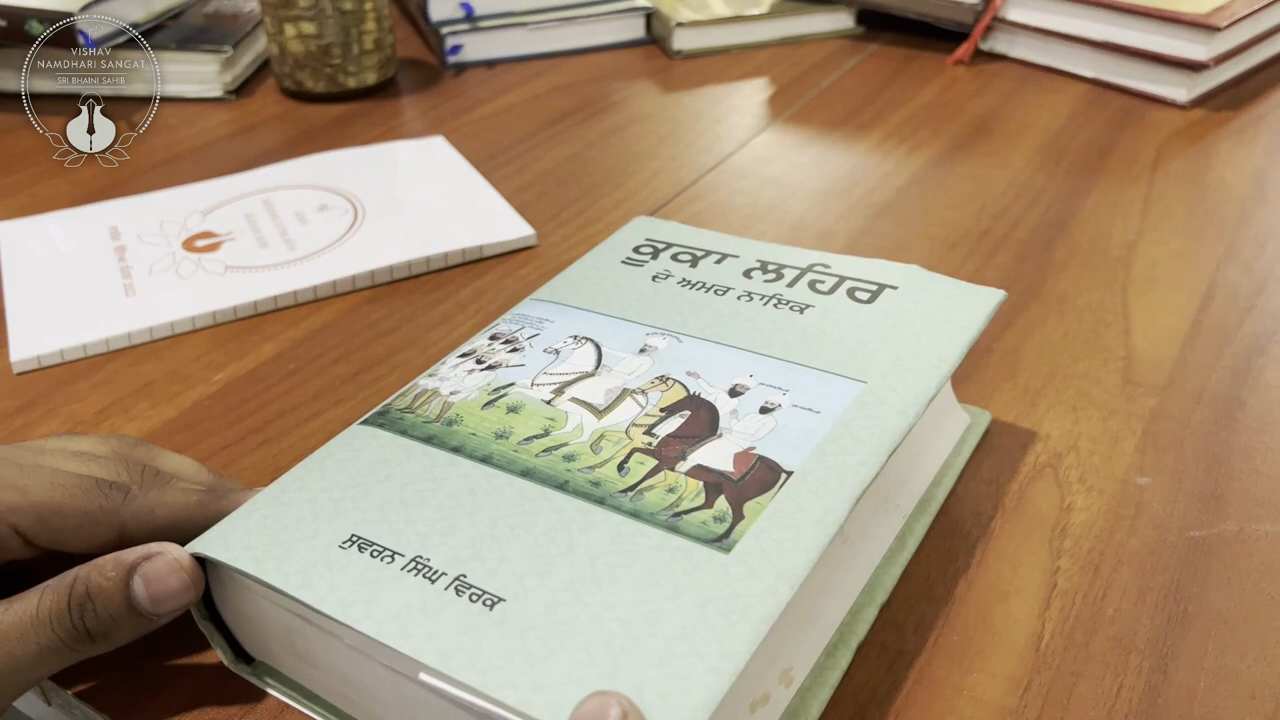 VISHAV
NAMDHARI SANGAT
SRI BHAINI SAHIB
ਕੂਕਾ ਲਹਿਰ
ਦੇ ਅਮਰ ਨਾਇਕ
ਸੁਵਰਨ ਸਿੰਘ ਵਿਰਕ